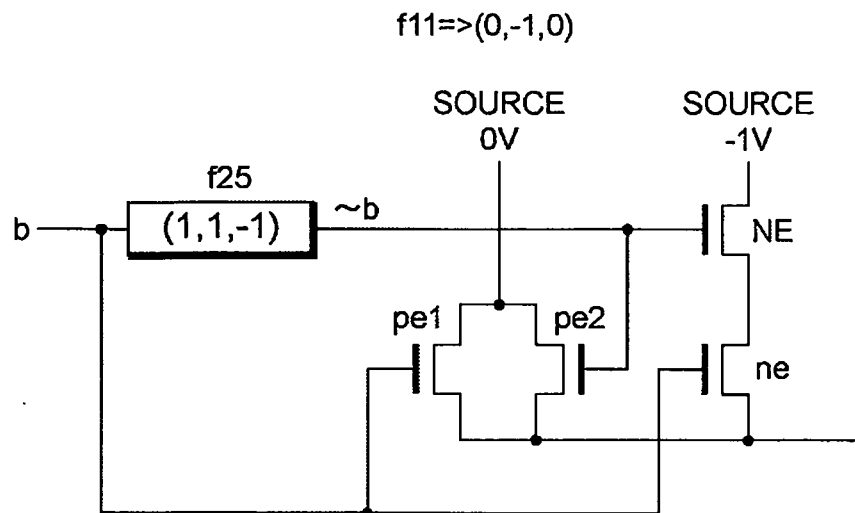 f11=>(0,-1,0)
SOURCE
0V
SOURCE
-1V
f25
b
(1,1,-1)
~b
NE
pe1
pe2
ne